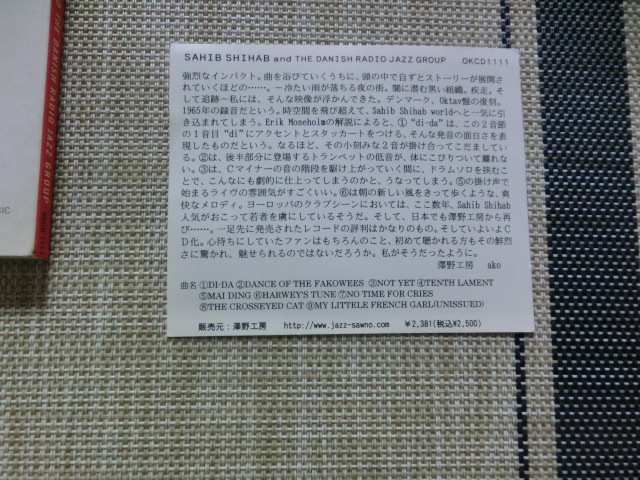 SAHIB SHIHAB and THE DANISH RADIO JAZZ GROUP OKCD1111
強烈なインパクト。曲を浴びていくうちに、頭の中で自ずとストーリーが展開
されていくほどの……。～冷たい雨が落ちる夜の街。闇に潜む黒い組織。疾走。そ
して追跡～私には、そんな映像が浮かんできた。デンマーク、Oktav盤の復刻。
1965年の録音だという。時空間を飛び超えて、Sahib Shihab worldへと一気に引
き込まれてしまう。Erik Moseholmの解説によると、①“di-da”は、この2音節
の1音目“di”にアクセントとスタッカートをつける、そんな発音の面白さを表
現したものだという。なるほど、その小刻みな2音が掛け合ってこだましてい
る。②は、後半部分に登場するトランペットの低音が、体にこびりついて離れな
い。③は、Cマイナーの音の階段を駆け上がっていく間に、ドラムソロを挟むこ
とで、こんなにも劇的に仕上ってしまうのかと、うなってしまう。⑤の掛け声で
始まるライヴの雰囲気がすごくいい。⑥は朝の新しい風をきって歩くような、爽
快なメロディ。ヨーロッパのクラブシーンにおいては、ここ数年、Sahib Shihab
人気がおこって若者を虜にしているそうだ。そして、日本でも澤野工房から再
び……。一足先に発売されたレコードの評判はかなりのもの。そしていよいよC
D化。心待ちにしていたファンはもちろんのこと、初めて聴かれる方もその鮮烈
さに驚かれ、魅せられるのではないだろうか。私がそうだったように。
澤野工房 ako
曲名 ①DI-DA ②DANCE OF THE FAKOWEES ③NOT YET ④TENTH LAMENT
⑤MAI DING ⑥HARWEY'S TUNE ⑦NO TIME FOR CRIES
⑧THE CROSSEYED CAT ⑨MY LITTELE FRENCH GARL(UNISSUED)
販売元：澤野工房 http://www.jazz-sawno.com ￥2,381(税込¥2,500)
DANISH RADIO JAZZ GROUP
OKCD 1111
SIC